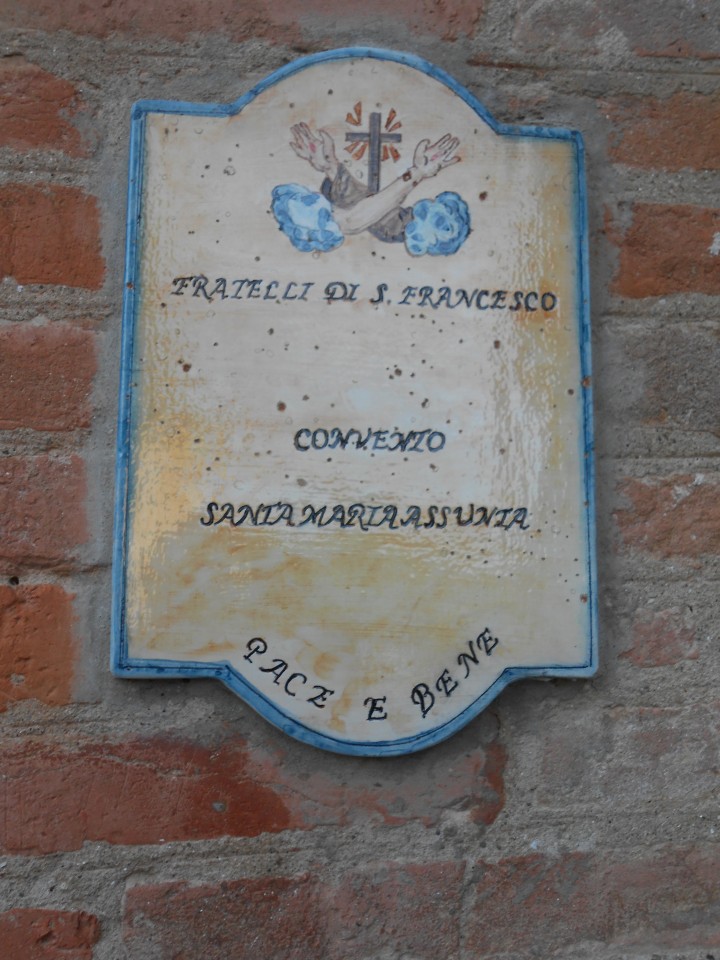 FRATELLI DI S. FRANCESCO
CONVENTO
SANTA MARIA ASSUNTA
PACE E BENE